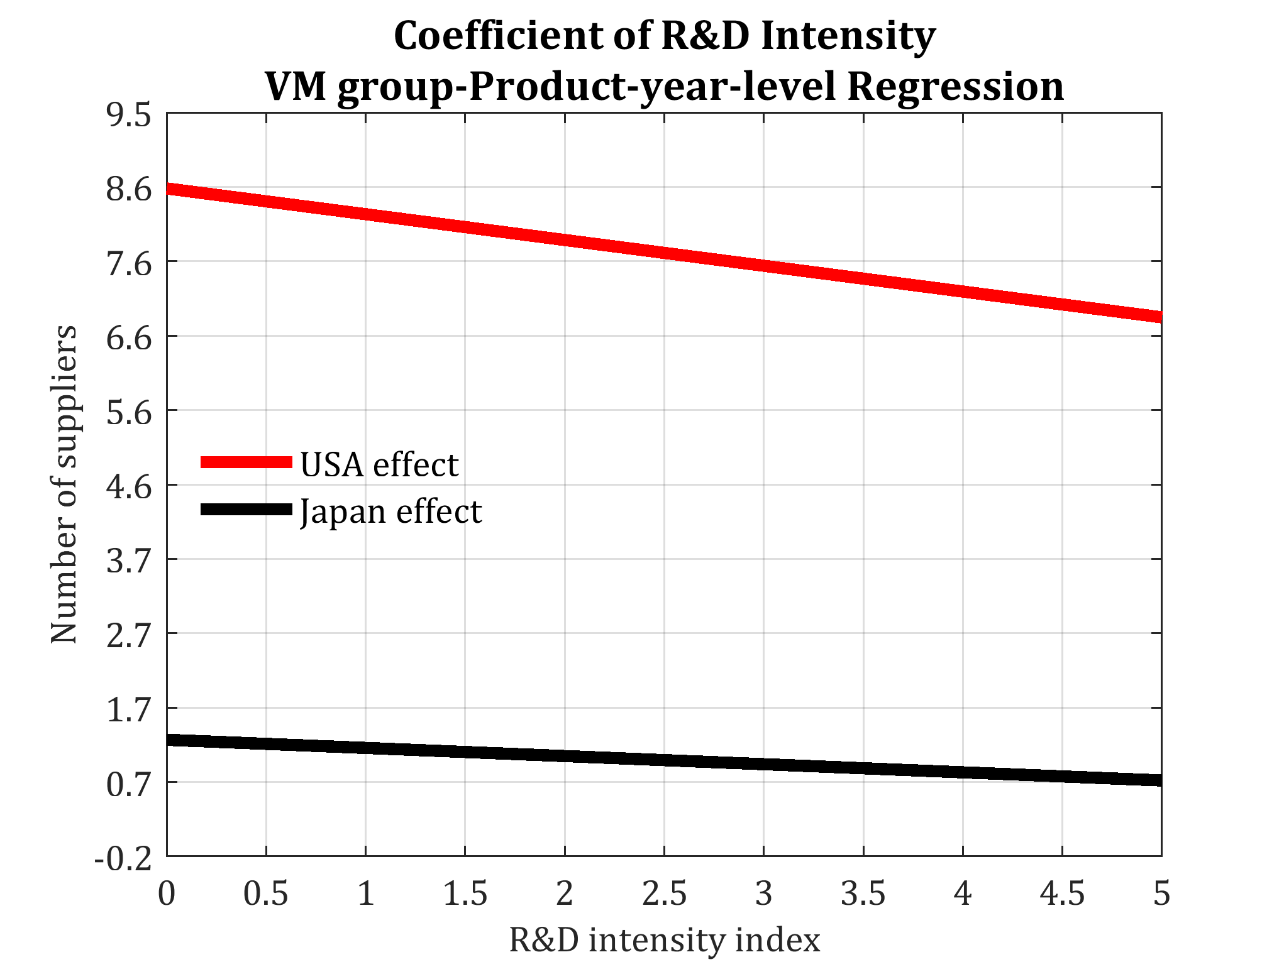 Coefficient of R&D Intensity
VM group-Product-year-level Regression
9.5
8.6
7.6
6.6
5.6
4.6
3.7
2.7
1.7
0.7
-0.2
Number of suppliers
USA effect
Japan effect
0 0.5 1 1.5 2 2.5 3 3.5 4 4.5 5
R&D intensity index